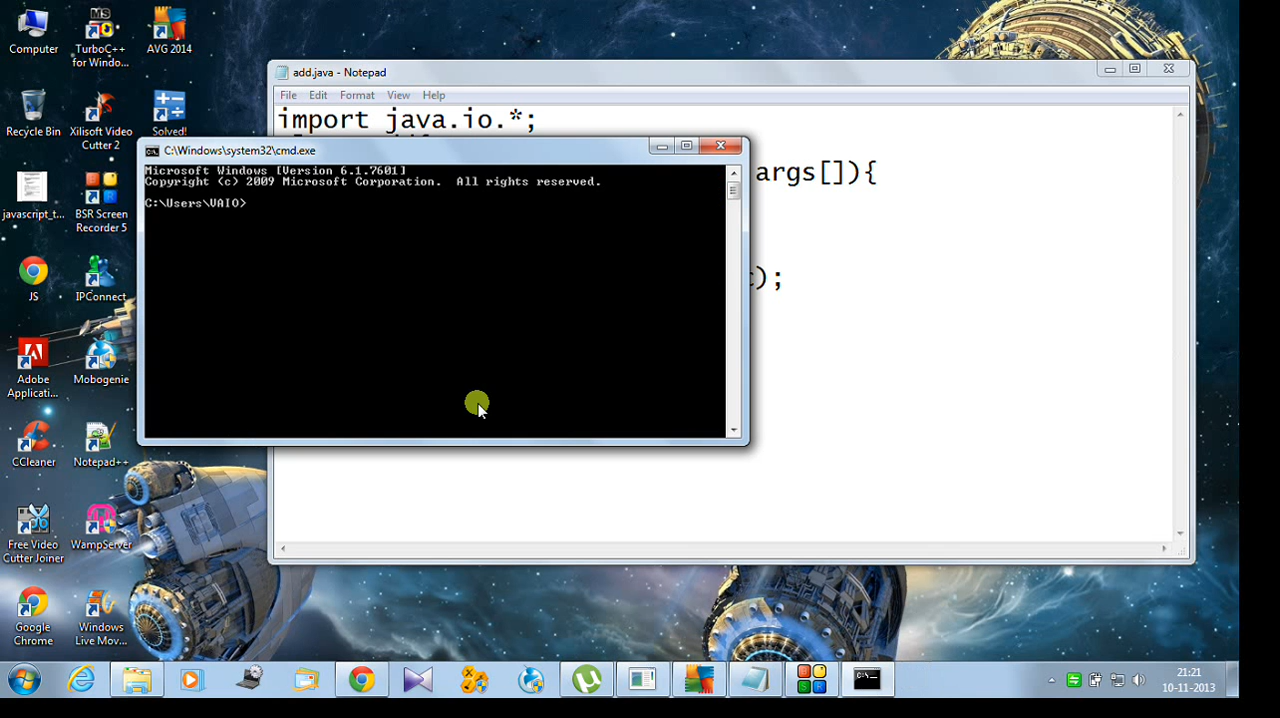 Computer
MS
TurboC++
for Windo...
AVG 2014
Recycle Bin
Xilisoft Video
Cutter 2
Solved!
javascript_t...
BSR Screen
Recorder 5
JS
IPConnect
Adobe
Applicati...
Mobogenie
CCleaner
Notepad++
Free Video
Cutter Joiner
WampServer
Google
Chrome
Windows
Live Mov...
add.java - Notepad
File Edit Format View Help
import java.io.*;
args[]){
);
C:\Windows\system32\cmd.exe
Microsoft Windows [Version 6.1.7601]
Copyright (c) 2009 Microsoft Corporation. All rights reserved.
C:\Users\VAIO>
21:21
10-11-2013